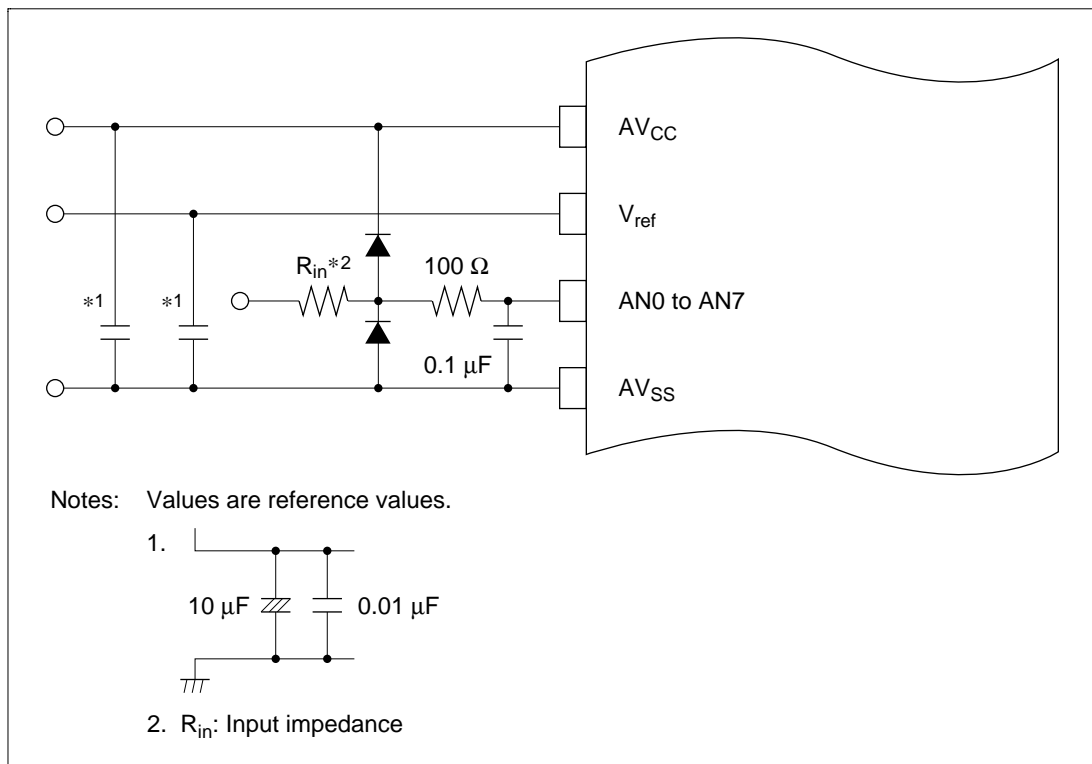 AVCC
Vref
Rin*2
100 Ω
*1
*1
AN0 to AN7
0.1 μF
AVSS
Notes: Values are reference values.
1.
10 μF
0.01 μF
2. Rin: Input impedance